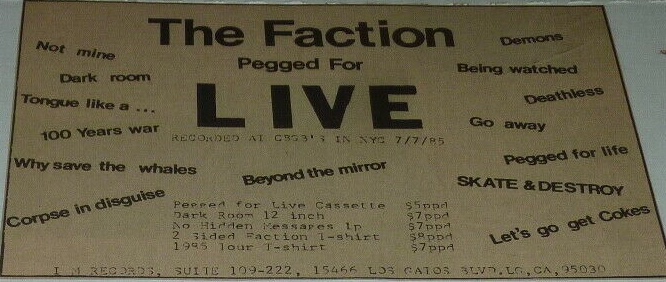 The Faction
Pegged For
LIVE
RECORDED AT CBGB'S IN NYC 7/7/85
Not mine
Dark room
Tongue like a ...
100 Years war
Why save the whales
Corpse in disguise
Beyond the mirror
Demons
Being watched
Deathless
Go away
Pegged for life
SKATE & DESTROY
Let's go get Cokes
Pegged for Live Cassette $5ppd
Dark Room 12 inch $7ppd
No Hidden Messages lp $7ppd
2 Sided Faction T-shirt $8ppd
1985 Tour T-shirt $7ppd
I M RECORDS, SUITE 109-222, 15466 LOS GATOS BLVD.LG,CA,95030